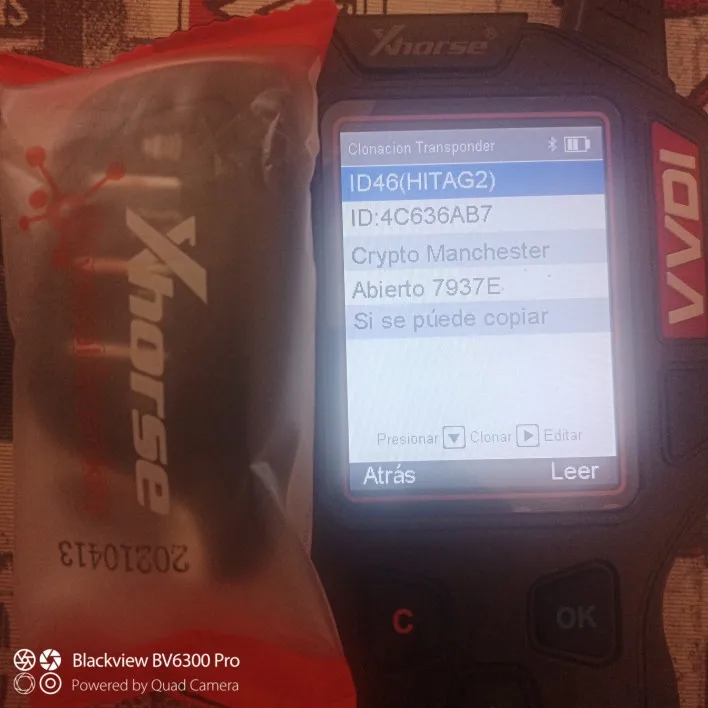 Xhorse®
Clonacion Transponder
ID46(HITAG2)
ID:4C636AB7
Crypto Manchester
Abierto 7937E
Si se púede copiar
Presionar ▼ Clonar ▶ Editar
Atrás Leer
VVDI
C OK
Xhorse
20210413
Blackview BV6300 Pro
Powered by Quad Camera